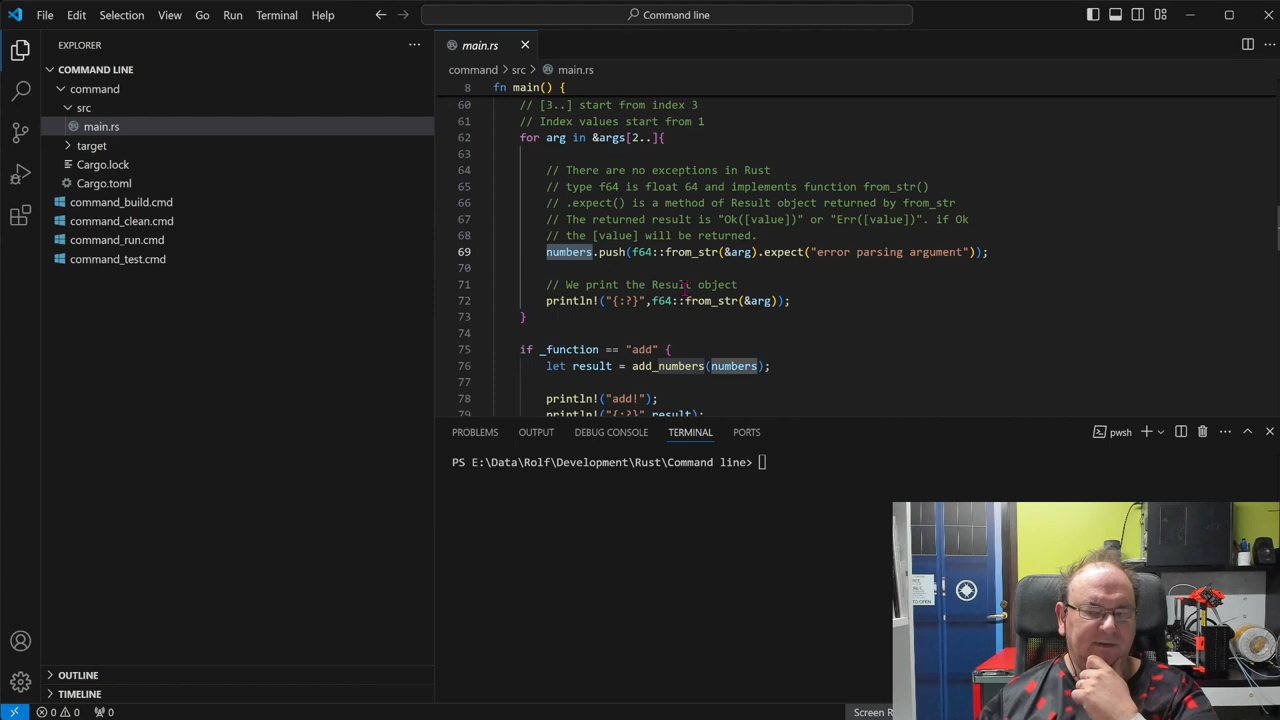 File Edit Selection View Go Run Terminal Help
Command line
EXPLORER
COMMAND LINE
command
src
main.rs
target
Cargo.lock
Cargo.toml
command_build.cmd
command_clean.cmd
command_run.cmd
command_test.cmd
OUTLINE
TIMELINE
main.rs
command > src > main.rs
8 fn main() {
60 // [3..] start from index 3
61 // Index values start from 1
62 for arg in &args[2..]{
63
64 // There are no exceptions in Rust
65 // type f64 is float 64 and implements function from_str()
66 // .expect() is a method of Result object returned by from_str
67 // The returned result is "Ok([value])" or "Err([value])". if Ok
68 // the [value] will be returned.
69 numbers.push(f64::from_str(&arg).expect("error parsing argument"));
70
71 // We print the Result object
72 println!("{:?}",f64::from_str(&arg));
73 }
74
75 if _function == "add" {
76 let result = add_numbers(numbers);
77
78 println!("add!");
79 println!("{:?}",result);
PROBLEMS OUTPUT DEBUG CONSOLE TERMINAL PORTS
pwsh
PS E:\Data\Rolf\Development\Rust\Command line>
0 0 0
Screen R